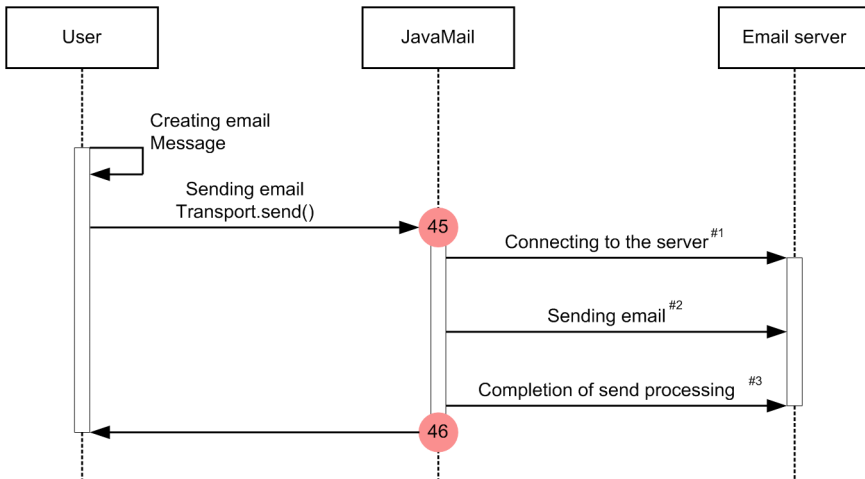 User
JavaMail
Email server
Creating email
Message
Sending email
Transport.send()
45
Connecting to the server #1
Sending email #2
Completion of send processing #3
46